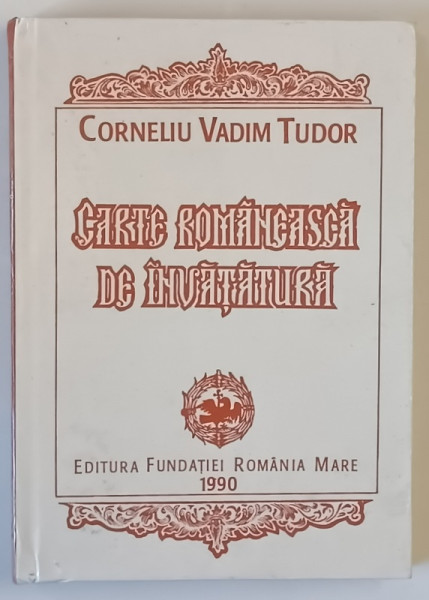 CORNELIU VADIM TUDOR
CARTE ROMÂNEASCĂ
DE ÎNVĂȚĂTURĂ
EDITURA FUNDAȚIEI ROMÂNIA MARE
1990